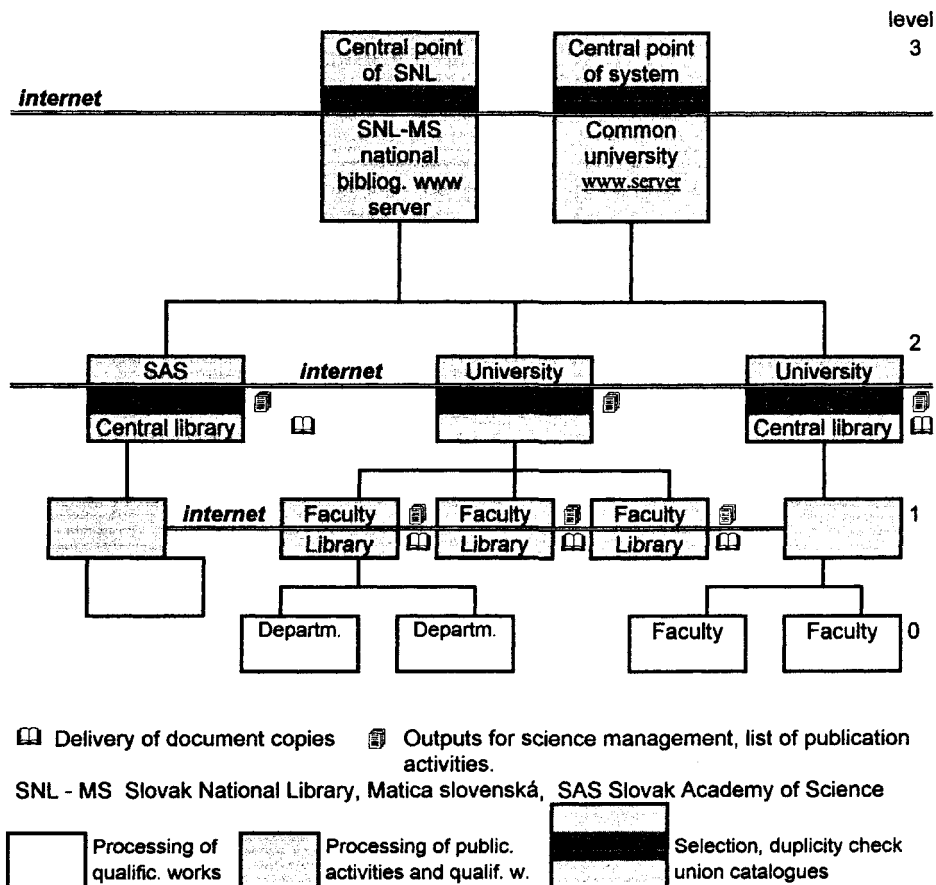 level
Central point
of SNL
Central point
of system
3
internet
SNL-MS
national
bibliog. www
server
Common
university
www.server
2
SAS
internet
University
University
Central library
Central library
internet
Faculty
Library
Faculty
Library
Faculty
Library
1
Departm.
Departm.
Faculty
Faculty
0
Delivery of document copies
Outputs for science management, list of publication
activities.
SNL - MS Slovak National Library, Matica slovenská, SAS Slovak Academy of Science
Processing of
qualific. works
Processing of public.
activities and qualif. w.
Selection, duplicity check
union catalogues